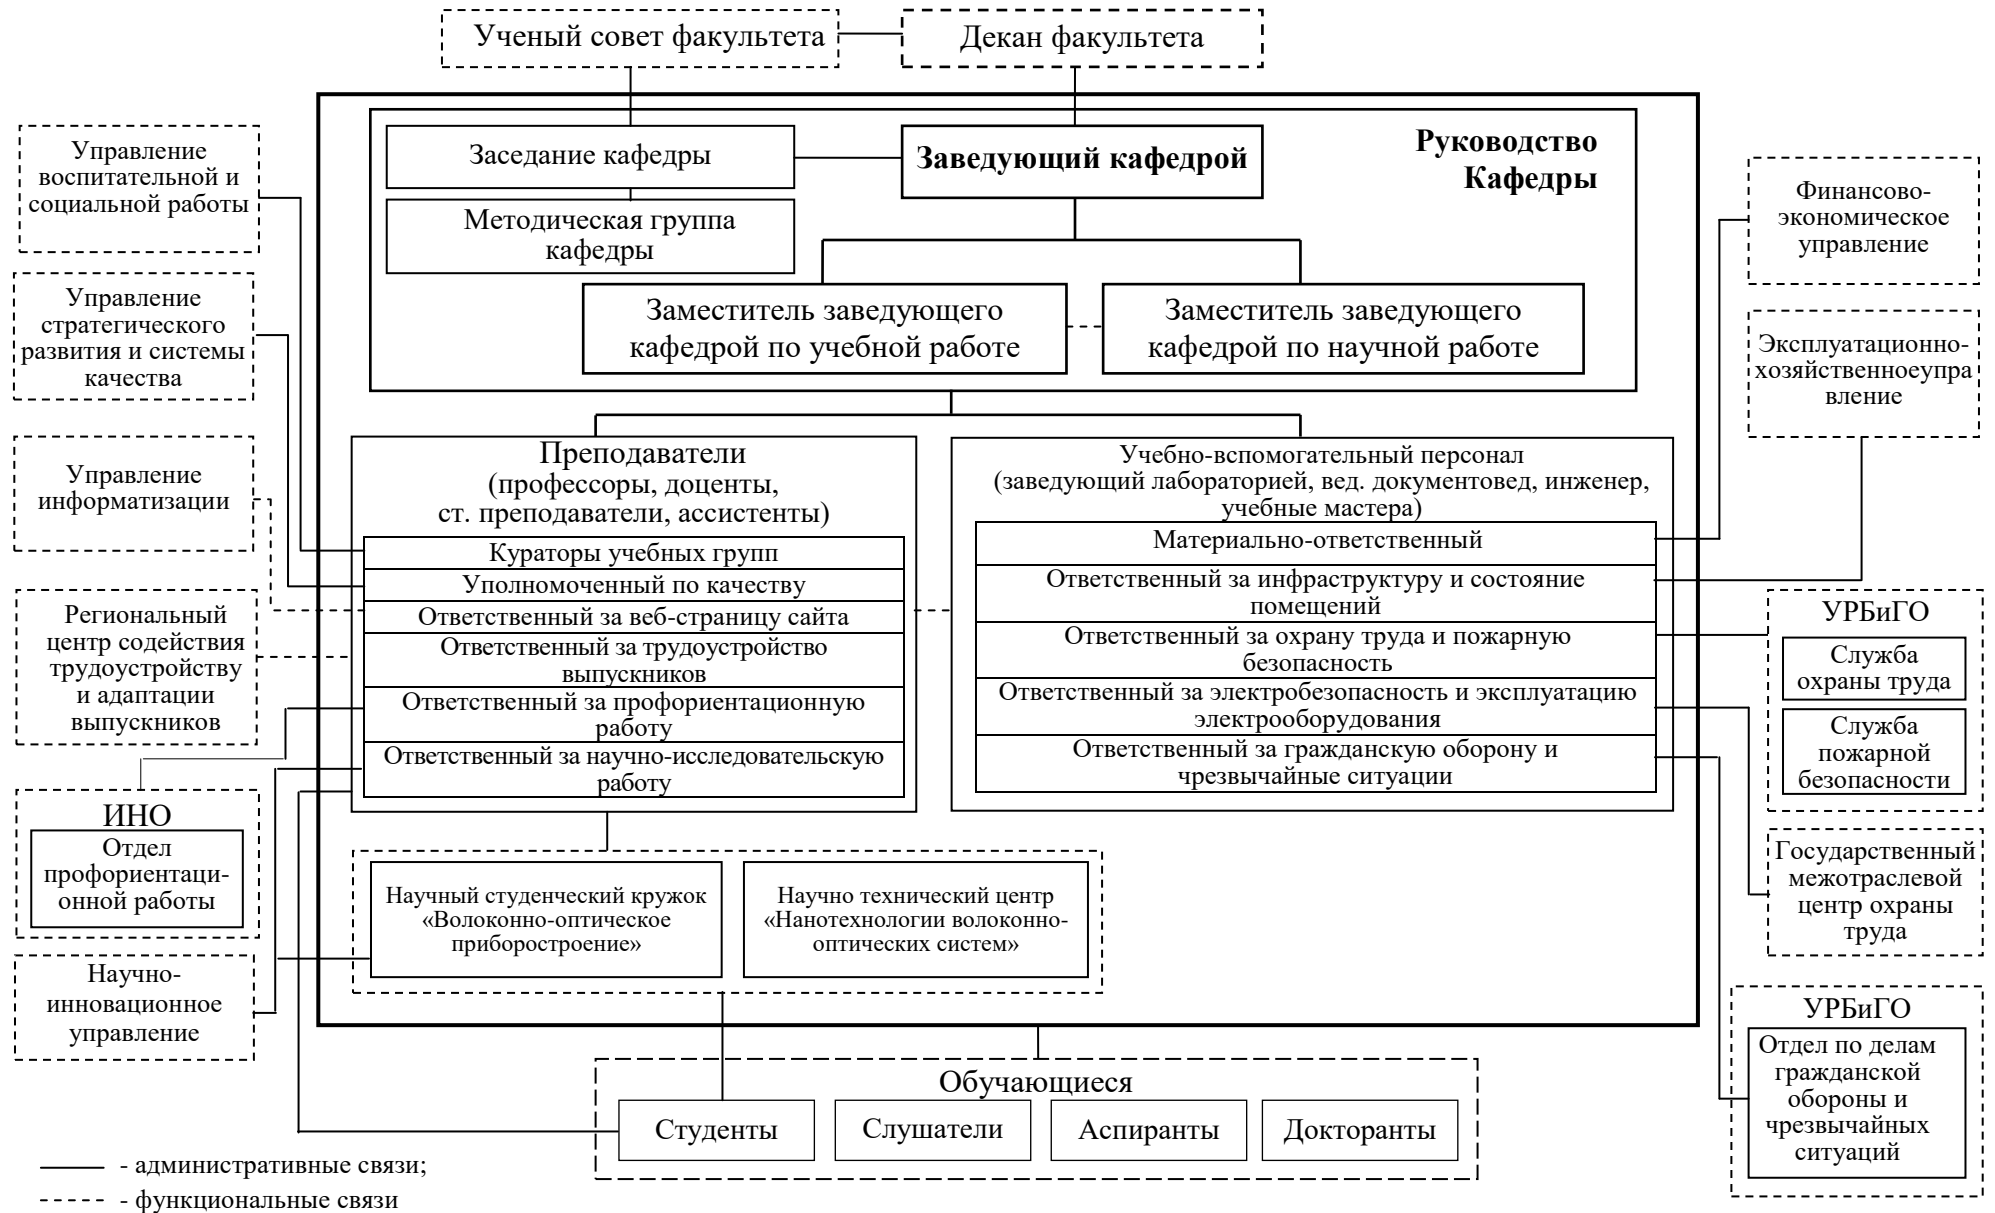 Ученый совет факультета
Декан факультета
Руководство
Кафедры
Заседание кафедры
Заведующий кафедрой
Методическая группа
кафедры
Заместитель заведующего
кафедрой по учебной работе
Заместитель заведующего
кафедрой по научной работе
Управление
воспитательной и
социальной работы
Управление
стратегического
развития и системы
качества
Управление
информатизации
Региональный
центр содействия
трудоустройству
и адаптации
выпускников
ИНО
Отдел
профориентаци-
онной работы
Научно-
инновационное
управление
Преподаватели
(профессоры, доценты,
ст. преподаватели, ассистенты)
Кураторы учебных групп
Уполномоченный по качеству
Ответственный за веб-страницу сайта
Ответственный за трудоустройство
выпускников
Ответственный за профориентационную
работу
Ответственный за научно-исследовательскую
работу
Учебно-вспомогательный персонал
(заведующий лабораторией, вед. документовед, инженер,
учебные мастера)
Материально-ответственный
Ответственный за инфраструктуру и состояние
помещений
Ответственный за охрану труда и пожарную
безопасность
Ответственный за электробезопасность и эксплуатацию
электрооборудования
Ответственный за гражданскую оборону и
чрезвычайные ситуации
Финансово-
экономическое
управление
Эксплуатационно-
хозяйственноеупра
вление
УРБиГО
Служба
охраны труда
Служба
пожарной
безопасности
Государственный
межотраслевой
центр охраны
труда
УРБиГО
Отдел по делам
гражданской
обороны и
чрезвычайных
ситуаций
Научный студенческий кружок
«Волоконно-оптическое
приборостроение»
Научно технический центр
«Нанотехнологии волоконно-
оптических систем»
Обучающиеся
Студенты
Слушатели
Аспиранты
Докторанты
- административные связи;
- функциональные связи